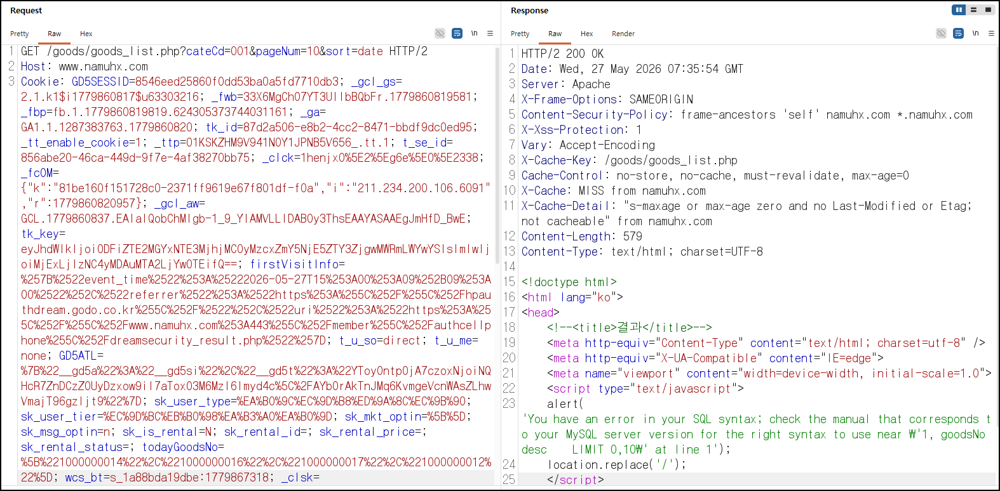 Request
Response
Pretty Raw Hex
\n
Pretty Raw Hex Render
\n
1 GET /goods/goods_list.php?cateCd=001&pageNum=10&sort=date HTTP/2
2 Host: www.namuhx.com
3 Cookie: GD5SESSID=8546eed25860f0dd53ba0a5fd7710db3; _gcl_gs=
2.1.k1$i1779860817$u63303216; _fwb=33X6MgCh07YT3UIlbBQbFr.1779860819581;
_fbp=fb.1.1779860819819.624305373744031161; _ga=
GA1.1.1287383763.1779860820; tk_id=87d2a506-e8b2-4cc2-8471-bbdf9dc0ed95;
_tt_enable_cookie=1; _ttp=01KSKZHM9V941N0Y1JPNB5V656_.tt.1; t_se_id=
856abe20-46ca-449d-9f7e-4af38270bb75; _clck=1henjx0%5E2%5Eg6e%5E0%5E2338;
_fcOM=
{"k":"81be160f151728c0-2371ff9619e67f801df-f0a","i":"211.234.200.106.6091"
,"r":1779860820957}; _gcl_aw=
GCL.1779860837.EAIaIQobChMIgb-1_9_YlAMVLLlDAB0y3ThsEAAYASAAEgJmHfD_BwE;
tk_key=
eyJhdWlkIjoiODFiZTE2MGYxNTE3MjhjMC0yMzcxZmY5NjE5ZTY3ZjgwMWRmLWYwYSIsImlwIj
oiMjExLjIzNC4yMDAuMTA2LjYwOTEifQ==; firstVisitInfo=
%257B%2522event_time%2522%253A%25222026-05-27T15%253A00%253A09%252B09%253A
00%2522%252C%2522referrer%2522%253A%2522https%253A%255C%252F%255C%252Fhpau
thdream.godo.co.kr%255C%252F%2522%252C%2522uri%2522%253A%2522https%253A%25
5C%252F%255C%252Fwww.namuhx.com%253A443%255C%252Fmember%255C%252Fauthcellp
hone%255C%252Fdreamsecurity_result.php%2522%257D; t_u_so=direct; t_u_me=
none; GD5ATL=
%7B%22__gd5a%22%3A%22__gd5si%22%2C%22__gd5t%22%3A%22YToyOntp0jA7czoxNjoiNQ
HcR7ZnDCzZ0UyDzxow9iI7aTox03M6MzI6Imyd4c%5C%2FAYb0rAkTnJMq6KvmgeVcnWAsZLhw
VmajT96gzIjt9%22%7D; sk_user_type=%EA%B0%9C%EC%9D%B8%ED%9A%8C%EC%9B%90;
sk_user_tier=%EC%9D%BC%EB%B0%98%EA%B3%A0%EA%B0%9D; sk_mkt_optin=%5B%5D;
sk_msg_optin=n; sk_is_rental=N; sk_rental_id=; sk_rental_price=;
sk_rental_status=; todayGoodsNo=
%5B%221000000014%22%2C%221000000016%22%2C%221000000017%22%2C%221000000012%
22%5D; wcs_bt=s_1a88bda19dbe:1779867318; _clsk=
1 HTTP/2 200 OK
2 Date: Wed, 27 May 2026 07:35:54 GMT
3 Server: Apache
4 X-Frame-Options: SAMEORIGIN
5 Content-Security-Policy: frame-ancestors 'self' namuhx.com *.namuhx.com
6 X-Xss-Protection: 1
7 Vary: Accept-Encoding
8 X-Cache-Key: /goods/goods_list.php
9 Cache-Control: no-store, no-cache, must-revalidate, max-age=0
10 X-Cache: MISS from namuhx.com
11 X-Cache-Detail: "s-maxage or max-age zero and no Last-Modified or Etag;
not cacheable" from namuhx.com
12 Content-Length: 579
13 Content-Type: text/html; charset=UTF-8
14
15 <!doctype html>
16 <html lang="ko">
17 <head>
18 <!--<title>결과</title>-->
19 <meta http-equiv="Content-Type" content="text/html; charset=utf-8" />
20 <meta http-equiv="X-UA-Compatible" content="IE=edge">
21 <meta name="viewport" content="width=device-width, initial-scale=1.0">
22 <script type="text/javascript">
23 alert(
'You have an error in your SQL syntax; check the manual that corresponds t
o your MySQL server version for the right syntax to use near ₩'1, goodsNo
desc LIMIT 0,10₩' at line 1');
24 location.replace('/');
25 </script>